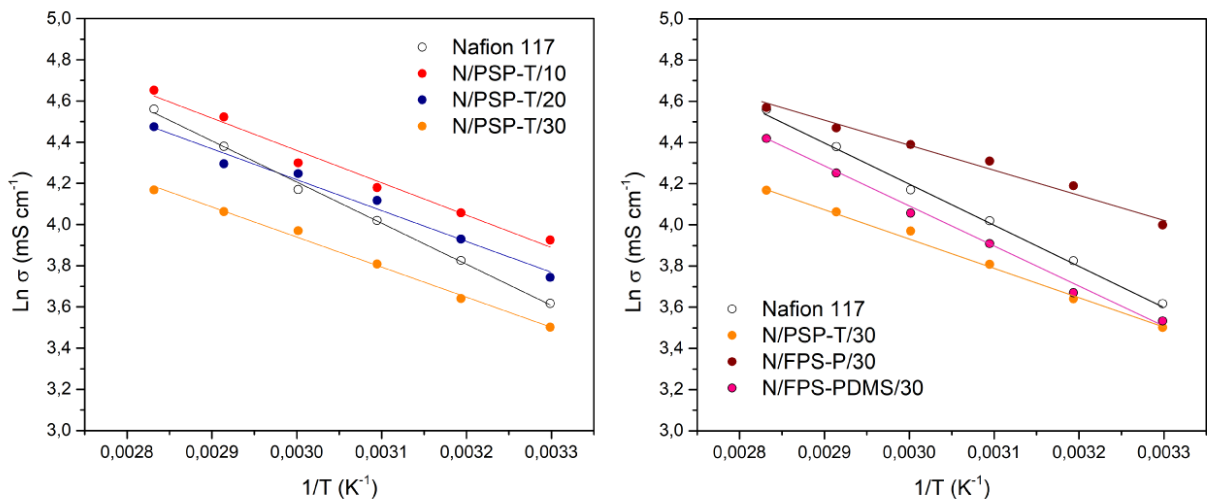 5,0
4,8
4,6
4,4
4,2
4,0
3,8
3,6
3,4
3,2
3,0
Ln σ (mS cm⁻¹)
Nafion 117
N/PSP-T/10
N/PSP-T/20
N/PSP-T/30
0,0028 0,0029 0,0030 0,0031 0,0032 0,0033
1/T (K⁻¹)
5,0
4,8
4,6
4,4
4,2
4,0
3,8
3,6
3,4
3,2
3,0
Ln σ (mS cm⁻¹)
Nafion 117
N/PSP-T/30
N/FPS-P/30
N/FPS-PDMS/30
0,0028 0,0029 0,0030 0,0031 0,0032 0,0033
1/T (K⁻¹)